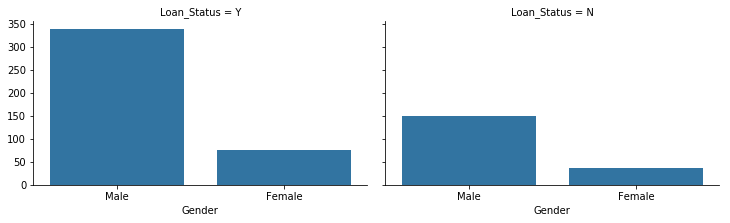 Loan_Status = Y
Loan_Status = N
350
300
250
200
150
100
50
0
Male Female
Male Female
Gender
Gender